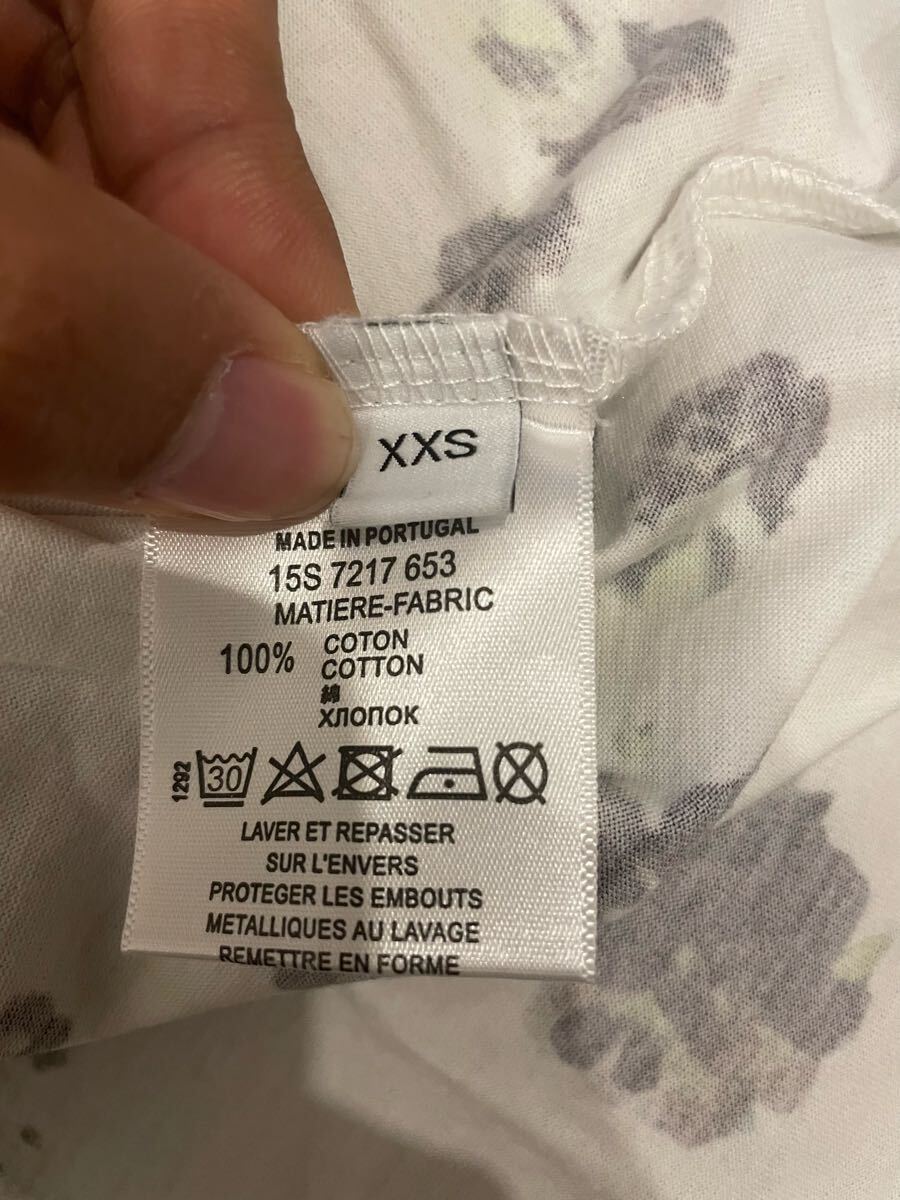 XXS
MADE IN PORTUGAL
15S 7217 653
MATIERE-FABRIC
100% COTON
COTTON
綿
ХЛОПОК
1292 30
LAVER ET REPASSER
SUR L'ENVERS
PROTEGER LES EMBOUTS
METALLIQUES AU LAVAGE
REMETTRE EN FORME